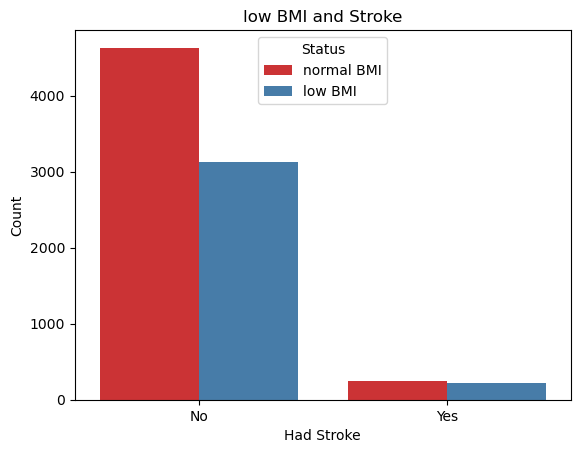 low BMI and Stroke
Status
normal BMI
low BMI
Count
4000
3000
2000
1000
0
No
Yes
Had Stroke